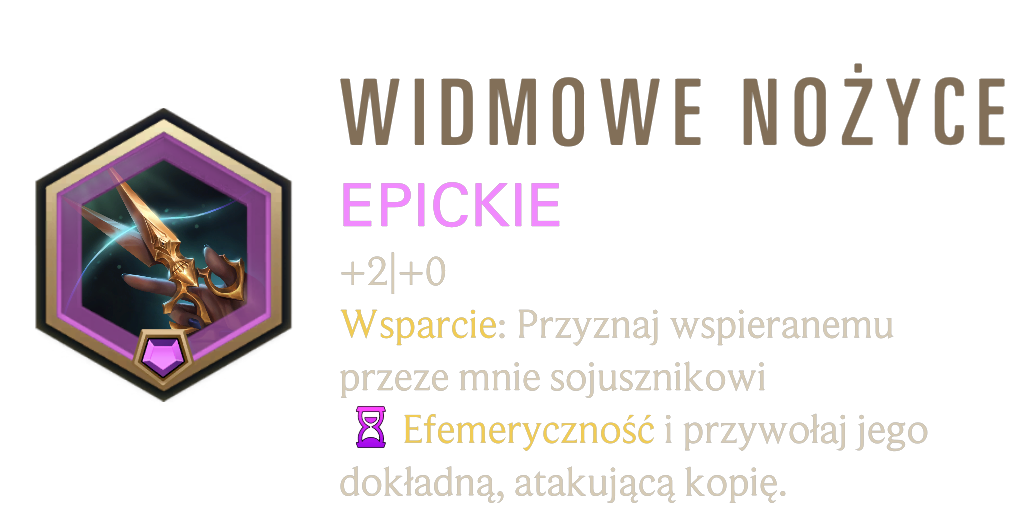 WIDMOWE NOŻYCE
EPICKIE
+2|+0
Wsparcie: Przyznaj wspieranemu
przeze mnie sojusznikowi
Efemeryczność i przywołaj jego
dokładną, atakującą kopię.